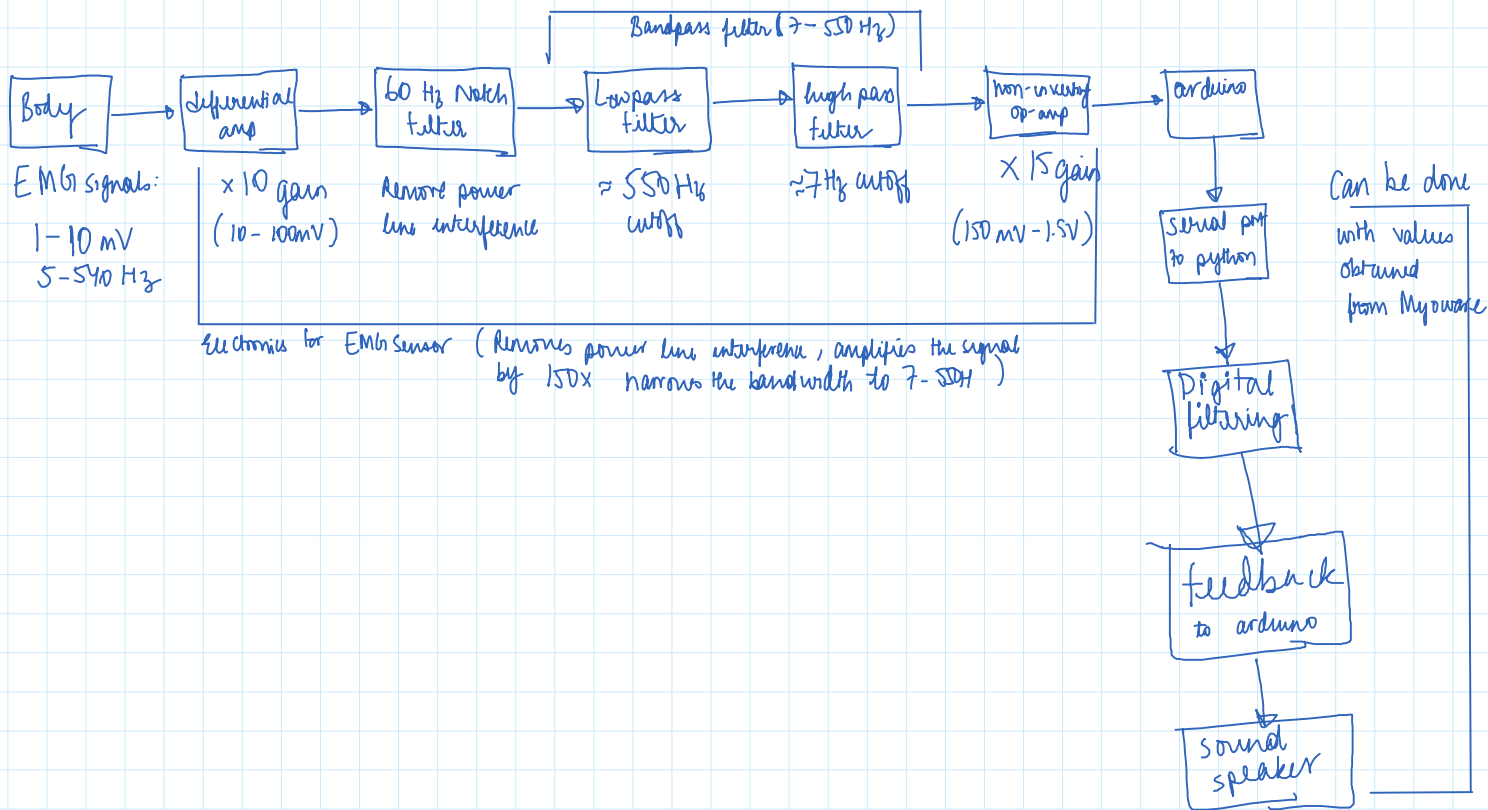 Bandpass filter (7-550 Hz)
Body
differential
amp
60 Hz Notch
filter
Lowpass
filter
high pass
filter
non-inverting
op-amp
arduino
EMG signals:
1-10 mV
5-540 Hz
x 10 gain
(10-100mV)
Remove power
line interference
≈ 550 Hz
cutoff
≈7 Hz cutoff
X 15 gain
(150 mV-1.5V)
Electronics for EMG Sensor (Removes power line interference, amplifies the signal
by 150X narrows the bandwidth to 7-550H)
serial port
to python
Can be done
with values
obtained
from Myoware
Digital
filtering
feedback
to arduino
sound
speaker